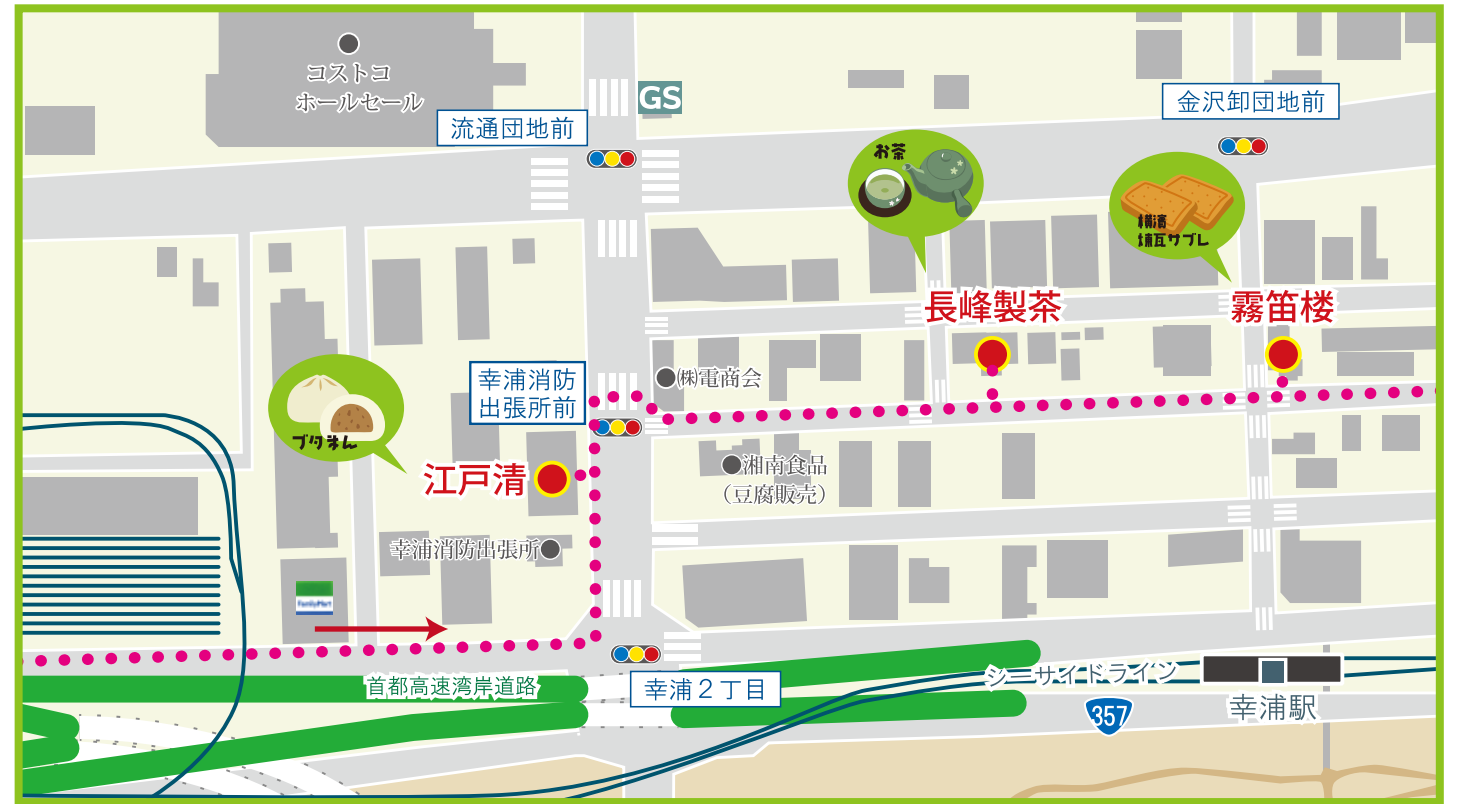 コストコ
ホールセール
GS
流通団地前
金沢卸団地前
お茶
横濱
煉瓦サブレ
長峰製茶
霧笛楼
幸浦消防
出張所前
㈱電商会
ブタまん
江戸清
湘南食品
（豆腐販売）
幸浦消防出張所
FamilyMart
首都高速湾岸道路
幸浦２丁目
シーサイドライン
357
幸浦駅